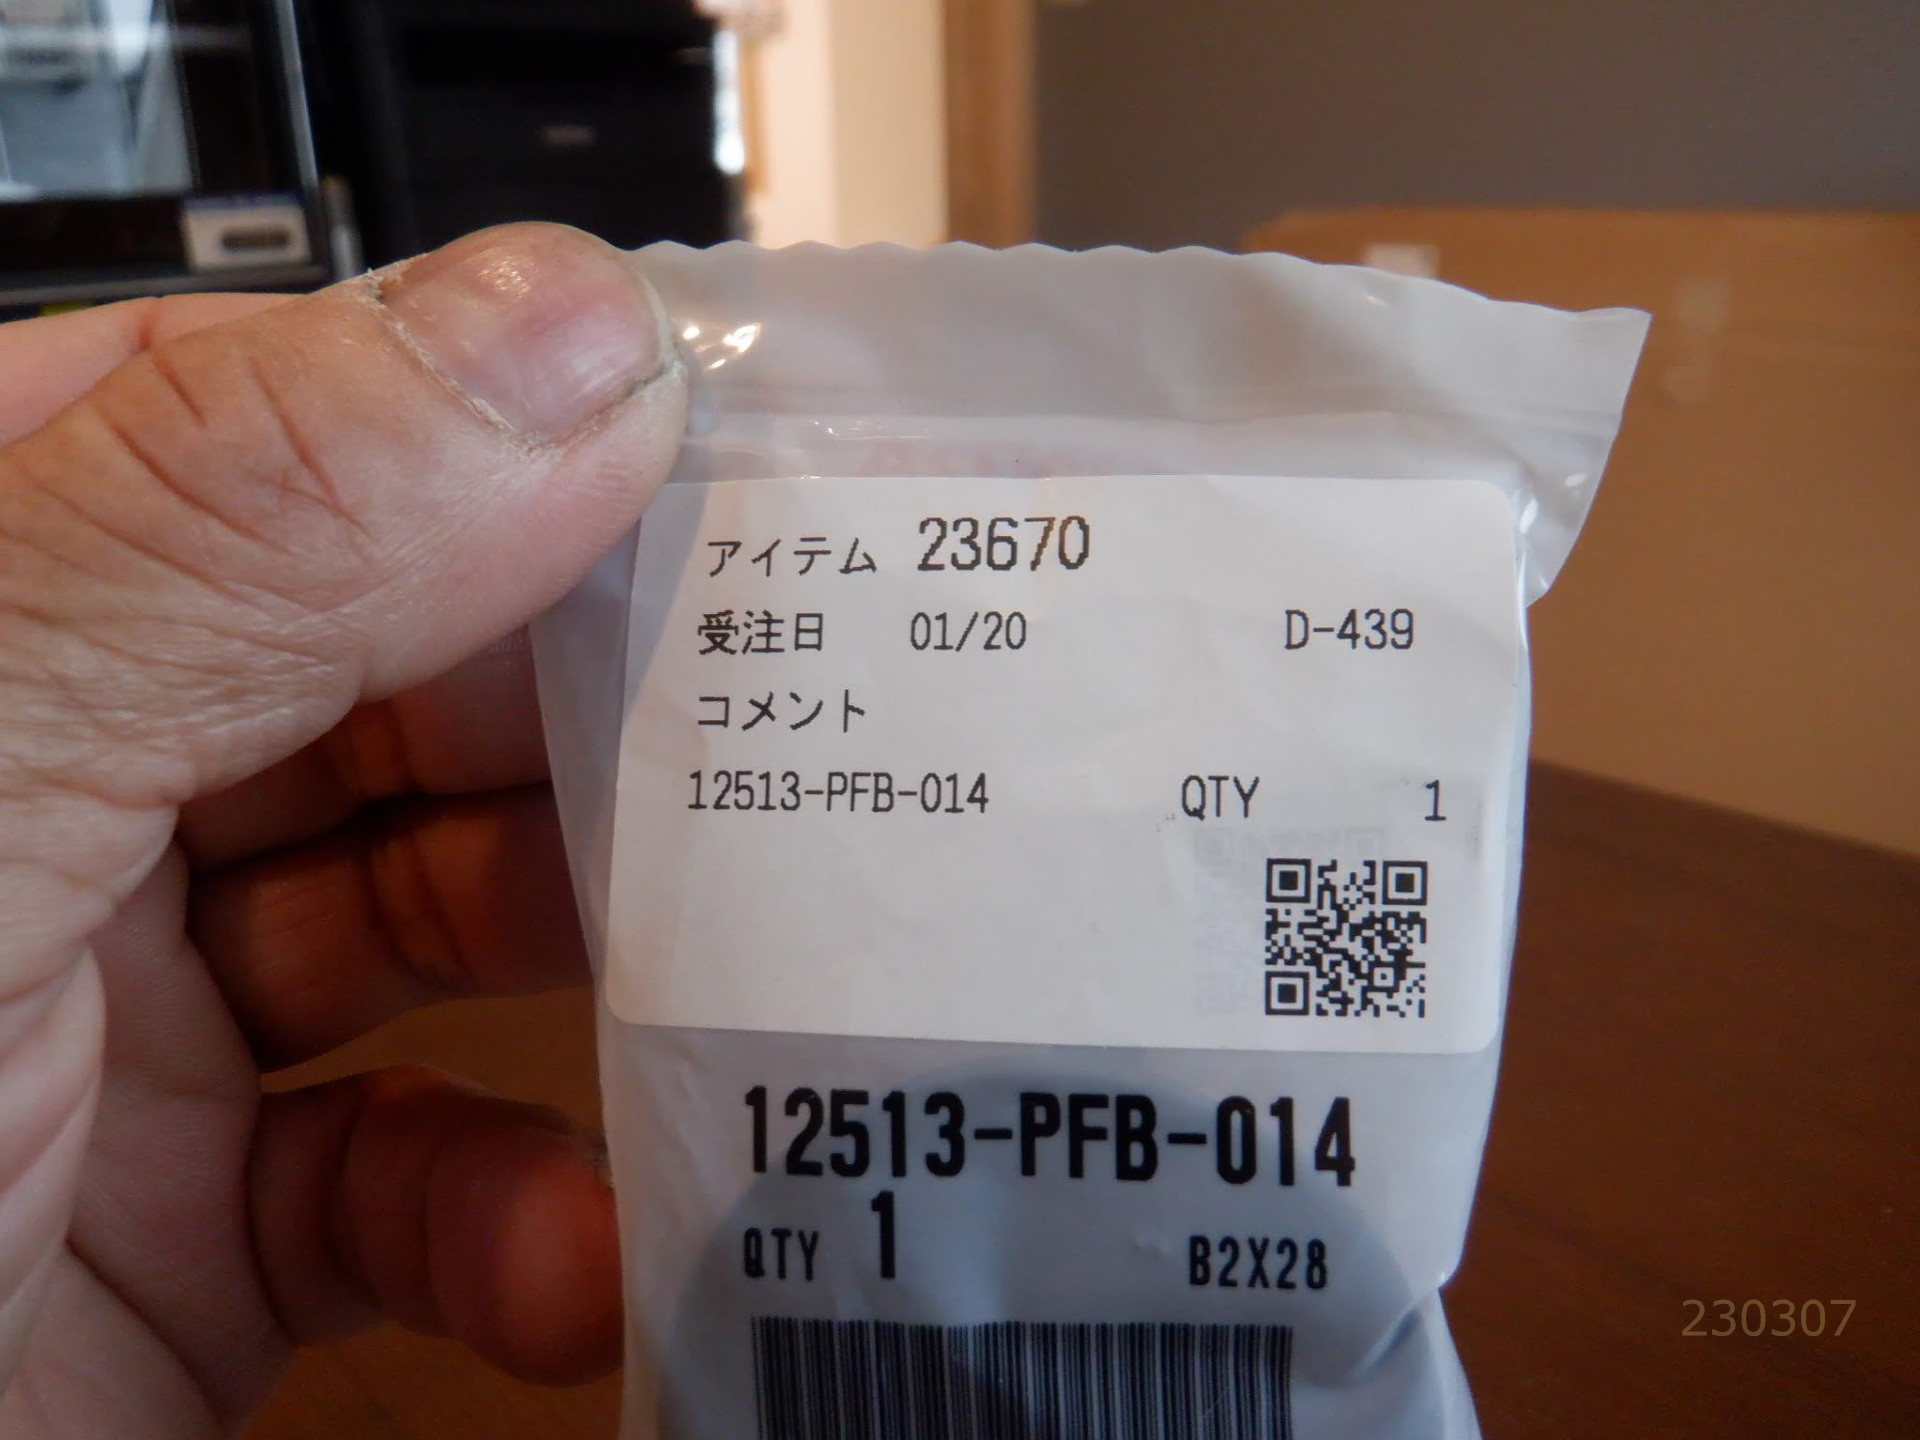 アイテム 23670
受注日 01/20 D-439
コメント
12513-PFB-014 QTY 1
12513-PFB-014
QTY 1 B2X28
230307